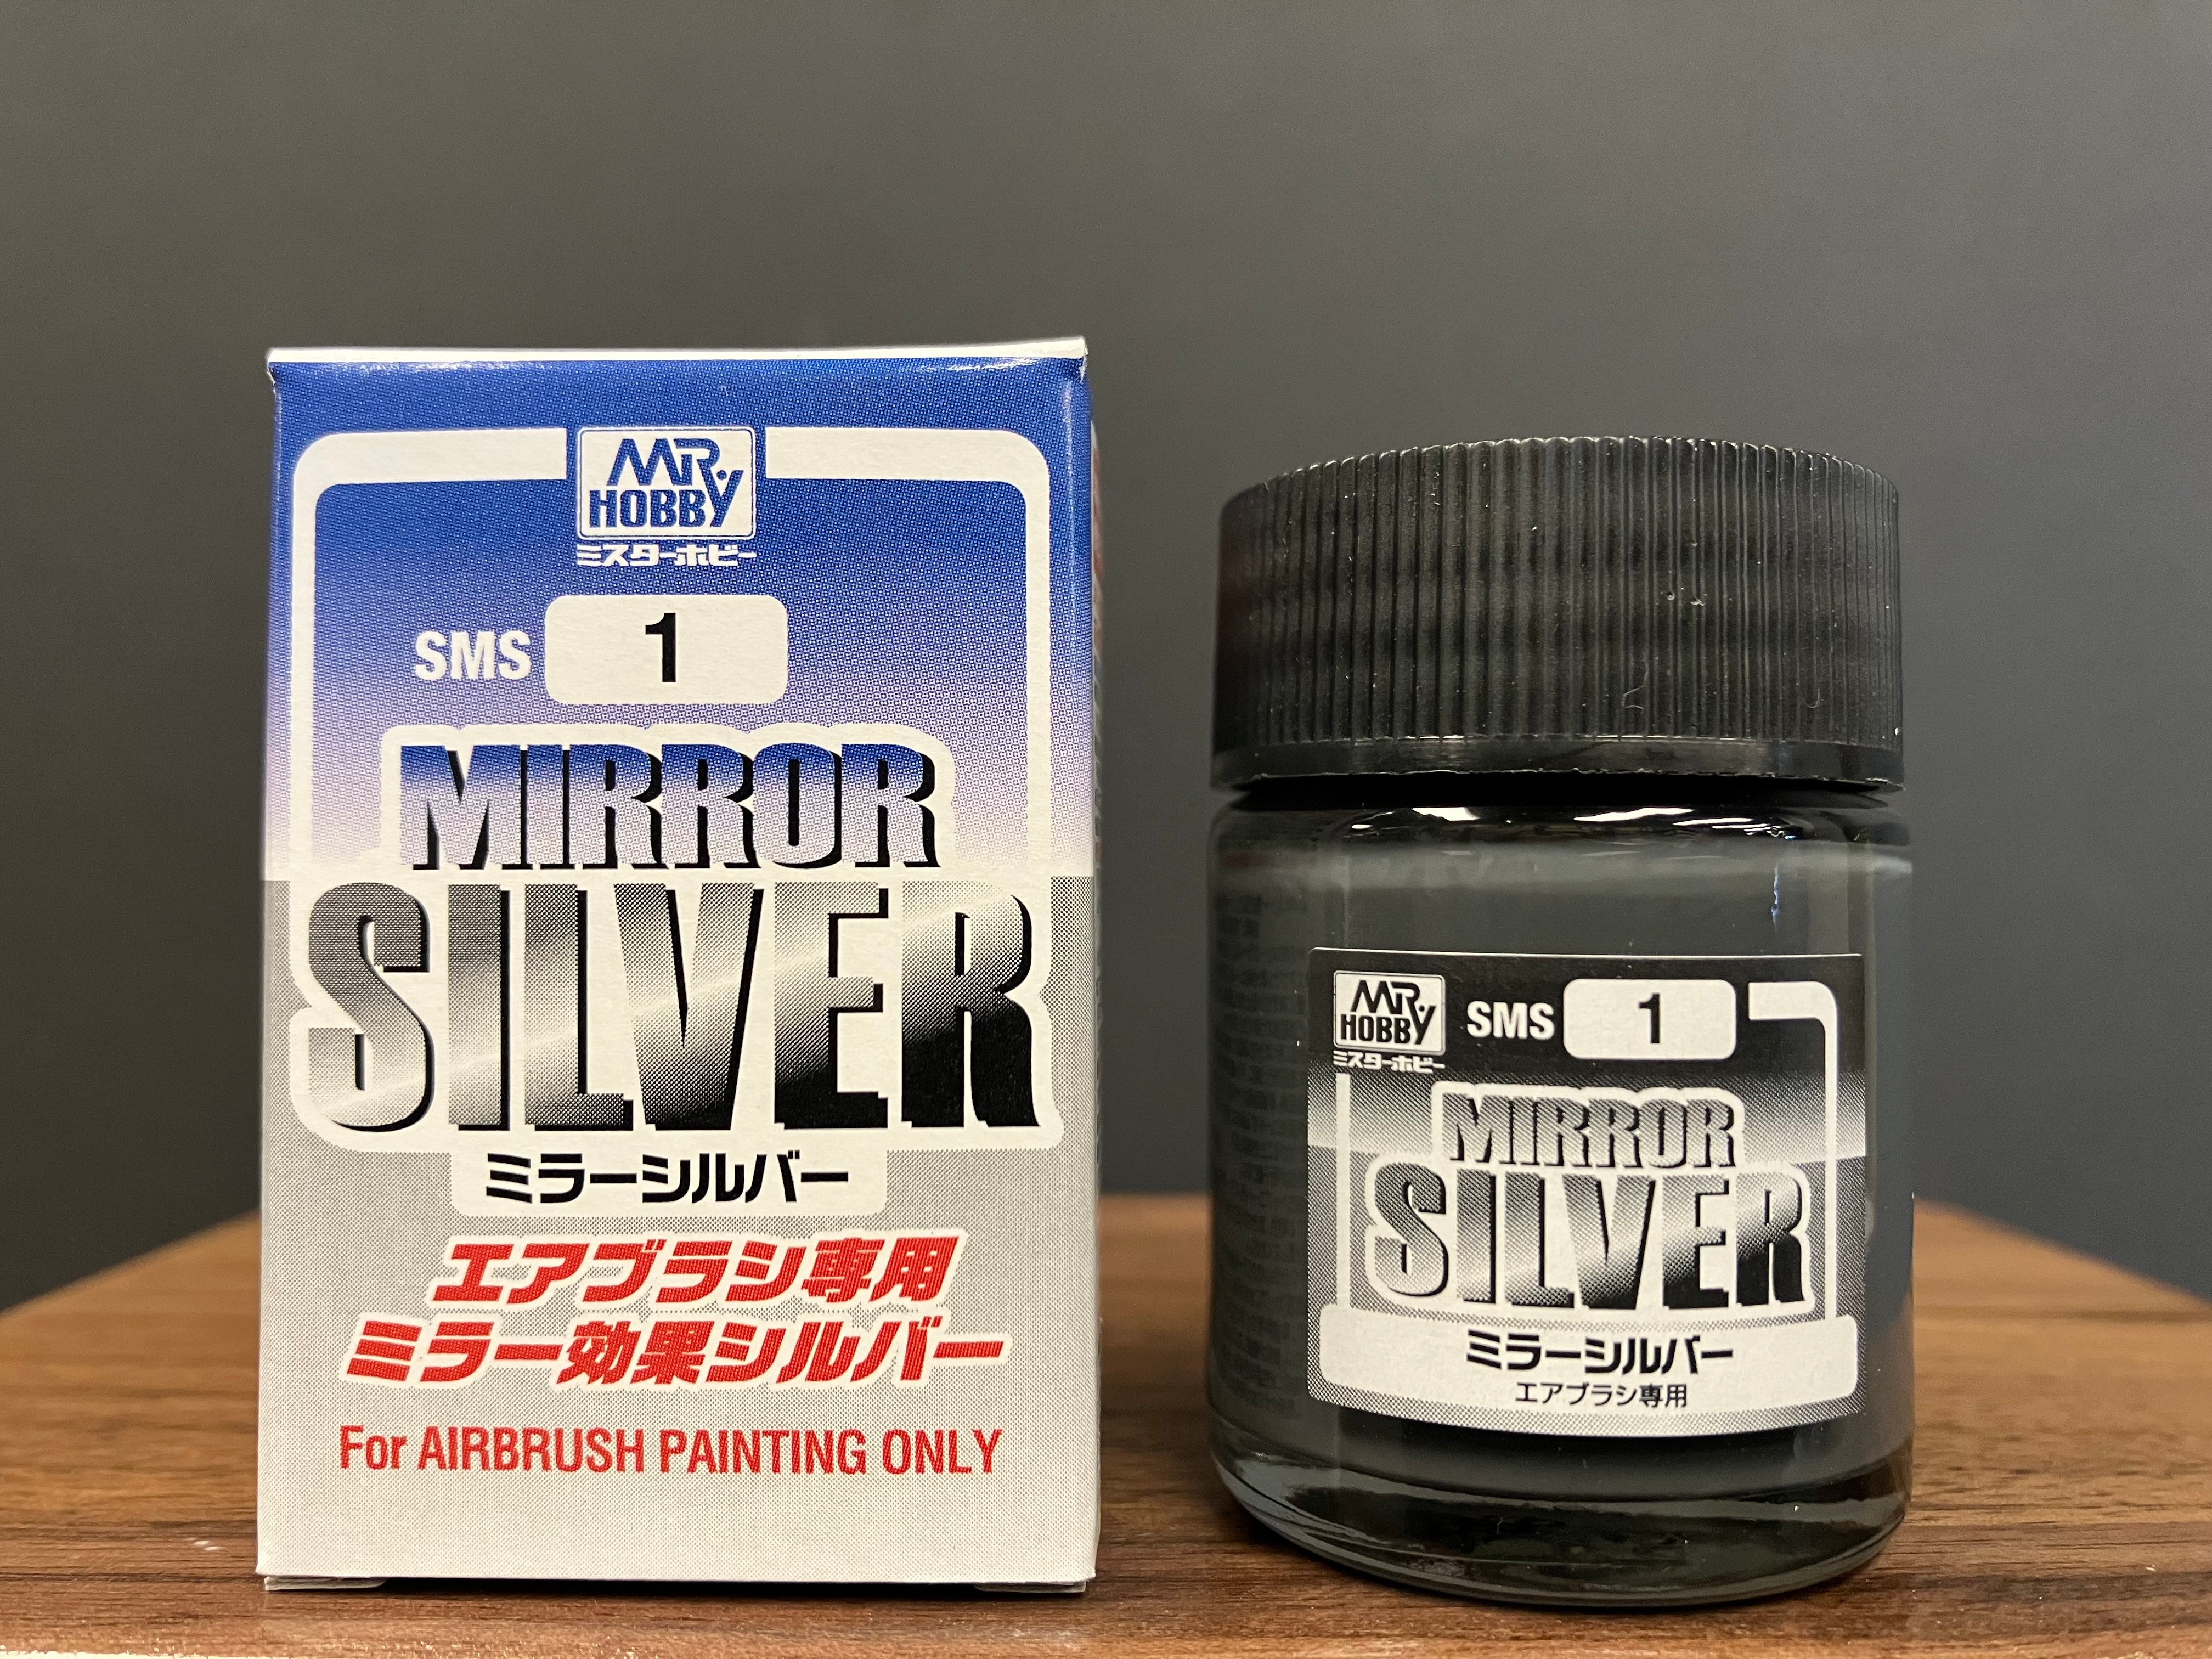 MR. HOBBY
ミスターホビー
SMS 1
MIRROR
SILVER
ミラーシルバー
エアブラシ専用
ミラー効果シルバー
For AIRBRUSH PAINTING ONLY
MR. HOBBY
ミスターホビー
SMS 1
MIRROR
SILVER
ミラーシルバー
エアブラシ専用